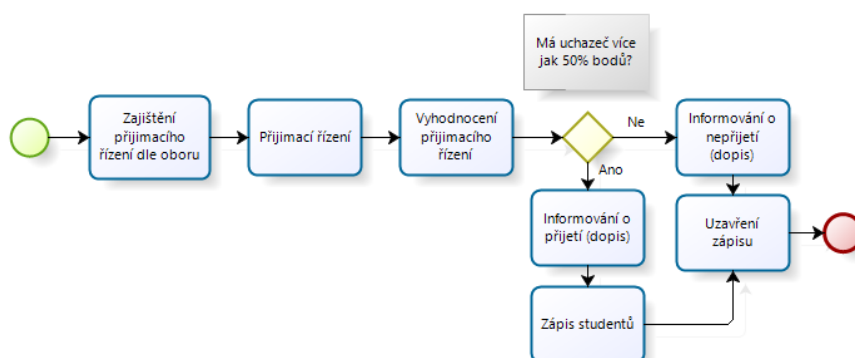 Má uchazeč více
jak 50% bodů?
Zajištění
přijimacího
řízení dle oboru
Přijimací řízení
Vyhodnocení
přijimacího
řízení
Ne
Informování o
nepřijetí
(dopis)
Ano
Informování o
přijetí (dopis)
Uzavření
zápisu
Zápis studentů